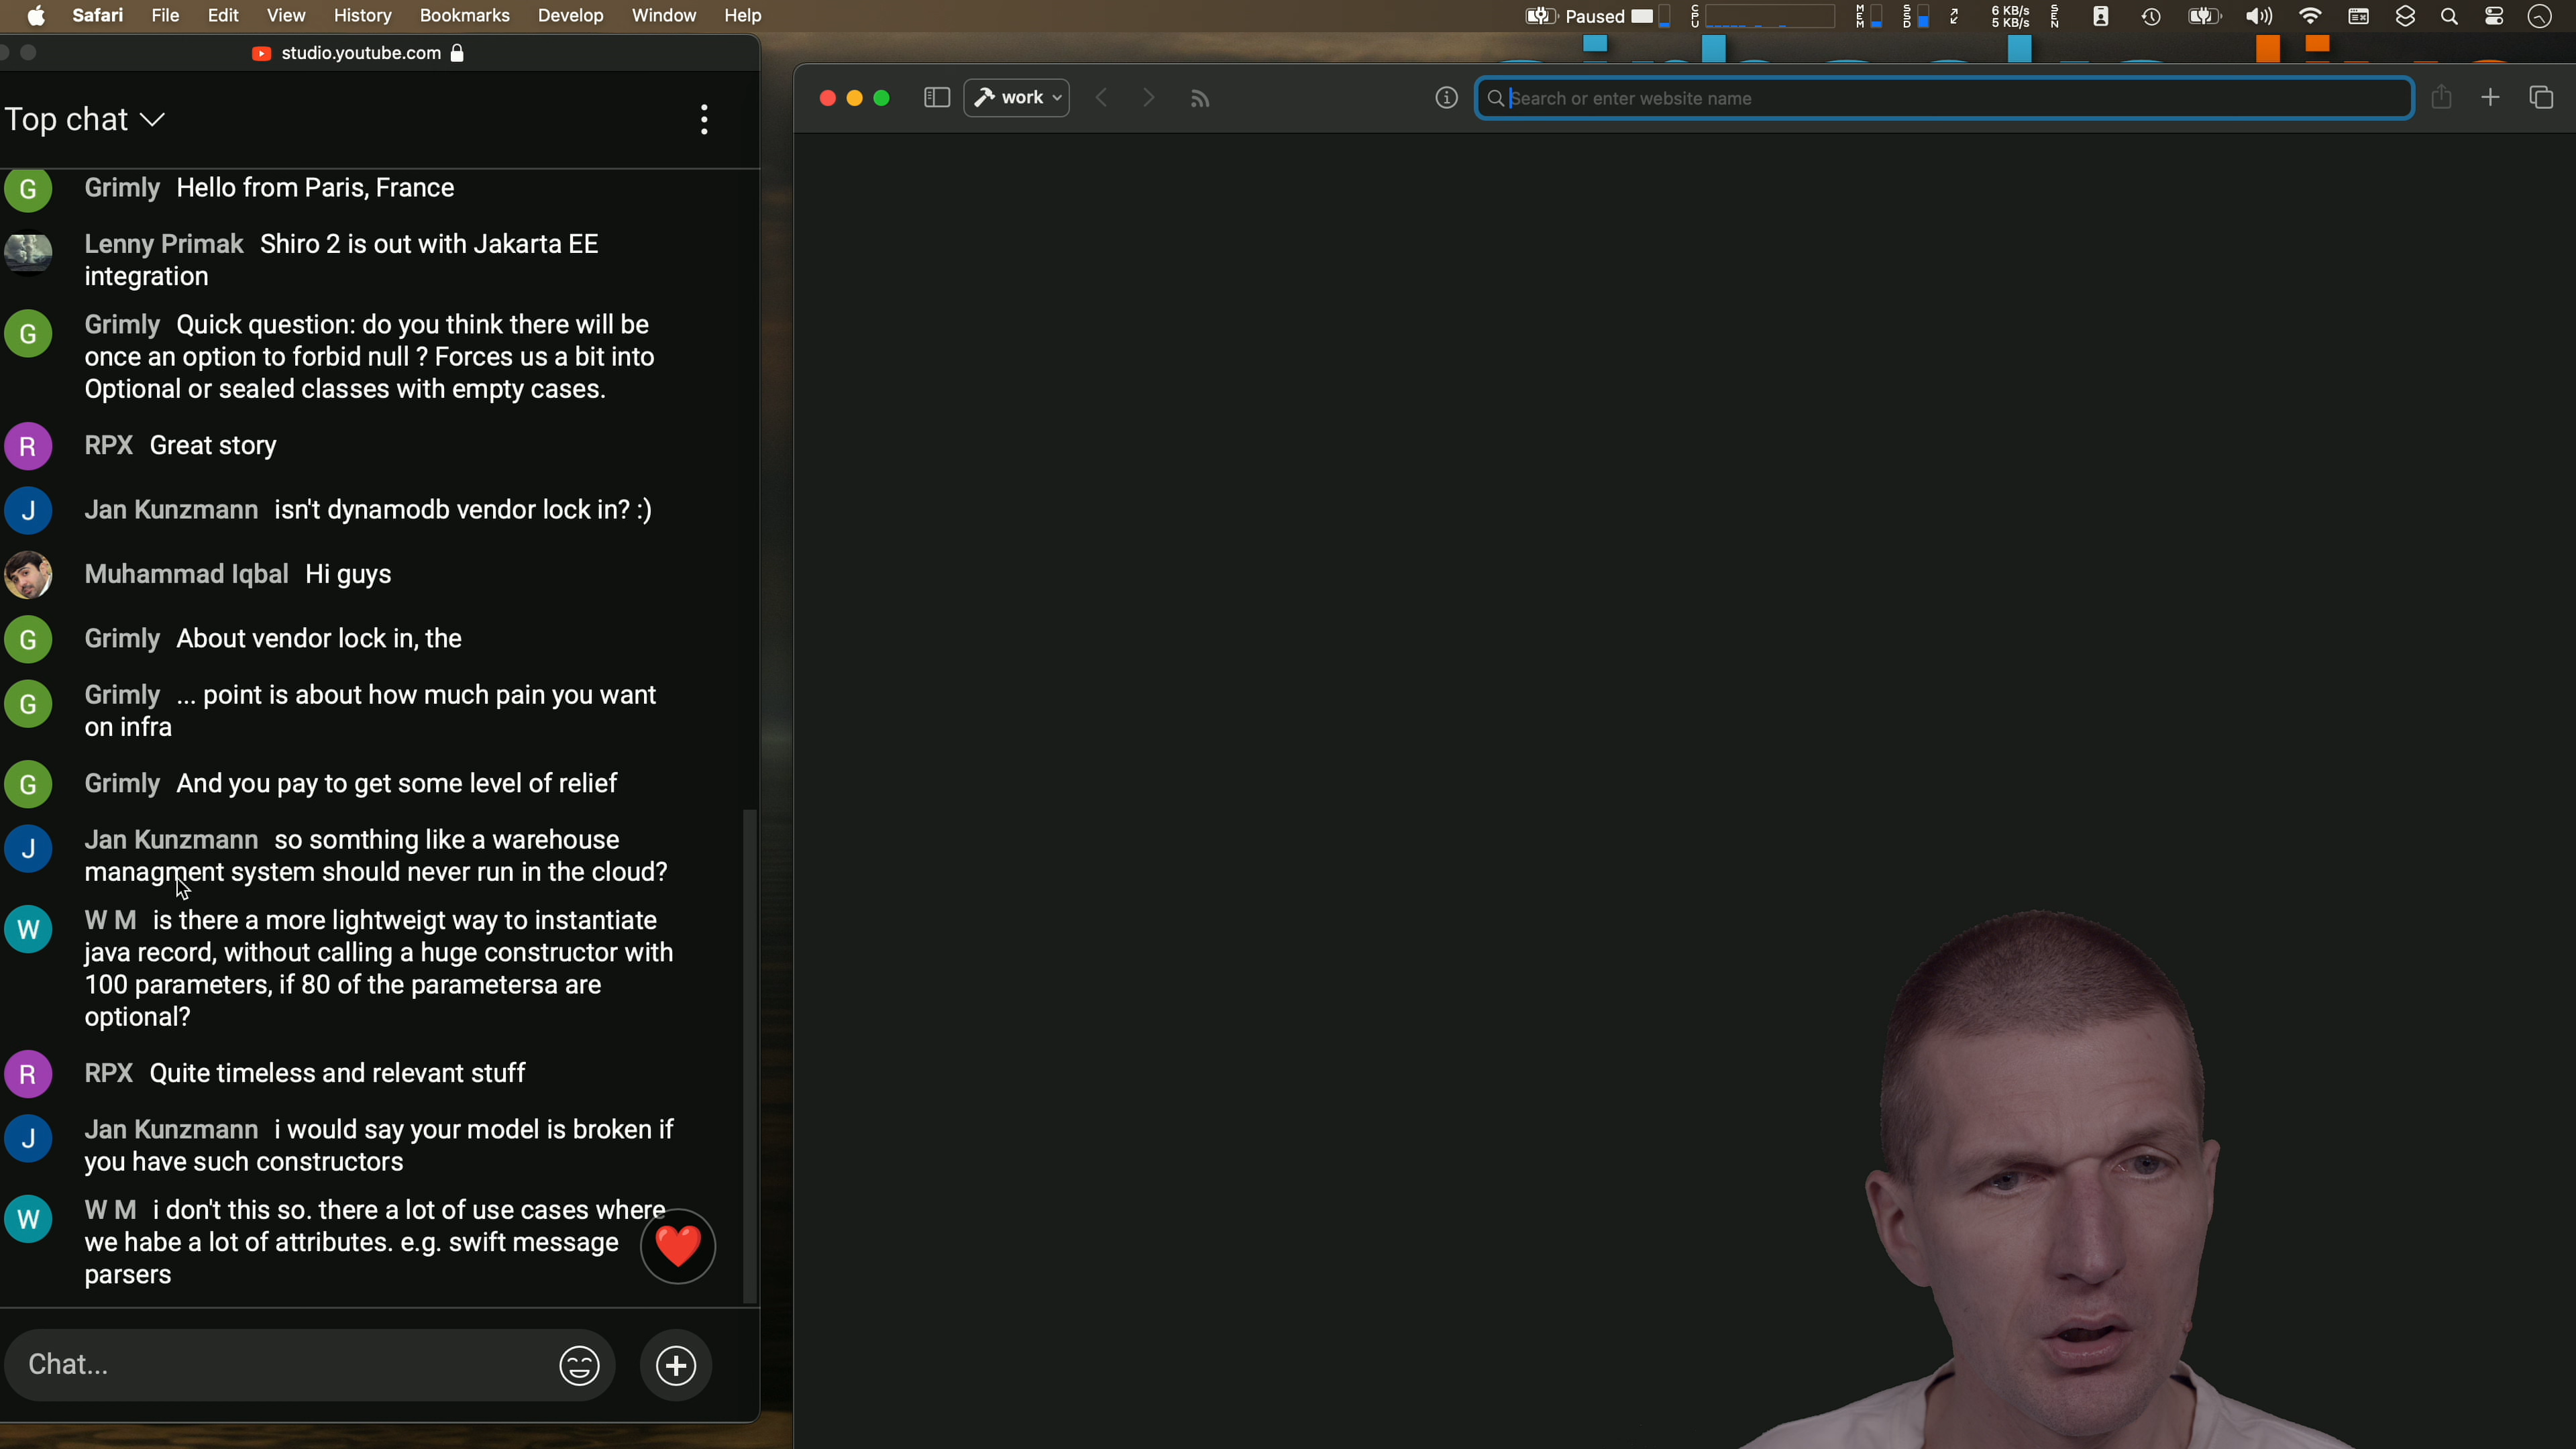 Safari File Edit View History Bookmarks Develop Window Help
Paused
CPU
MEM
SSD
6 KB/s
5 KB/s
SEN
studio.youtube.com
work
Search or enter website name
Top chat
G Grimly Hello from Paris, France
Lenny Primak Shiro 2 is out with Jakarta EE
integration
G Grimly Quick question: do you think there will be
once an option to forbid null ? Forces us a bit into
Optional or sealed classes with empty cases.
R RPX Great story
J Jan Kunzmann isn't dynamodb vendor lock in? :)
Muhammad Iqbal Hi guys
G Grimly About vendor lock in, the
G Grimly ... point is about how much pain you want
on infra
G Grimly And you pay to get some level of relief
J Jan Kunzmann so somthing like a warehouse
managment system should never run in the cloud?
W W M is there a more lightweigt way to instantiate
java record, without calling a huge constructor with
100 parameters, if 80 of the parametersa are
optional?
R RPX Quite timeless and relevant stuff
J Jan Kunzmann i would say your model is broken if
you have such constructors
W W M i don't this so. there a lot of use cases where
we habe a lot of attributes. e.g. swift message
parsers
Chat...